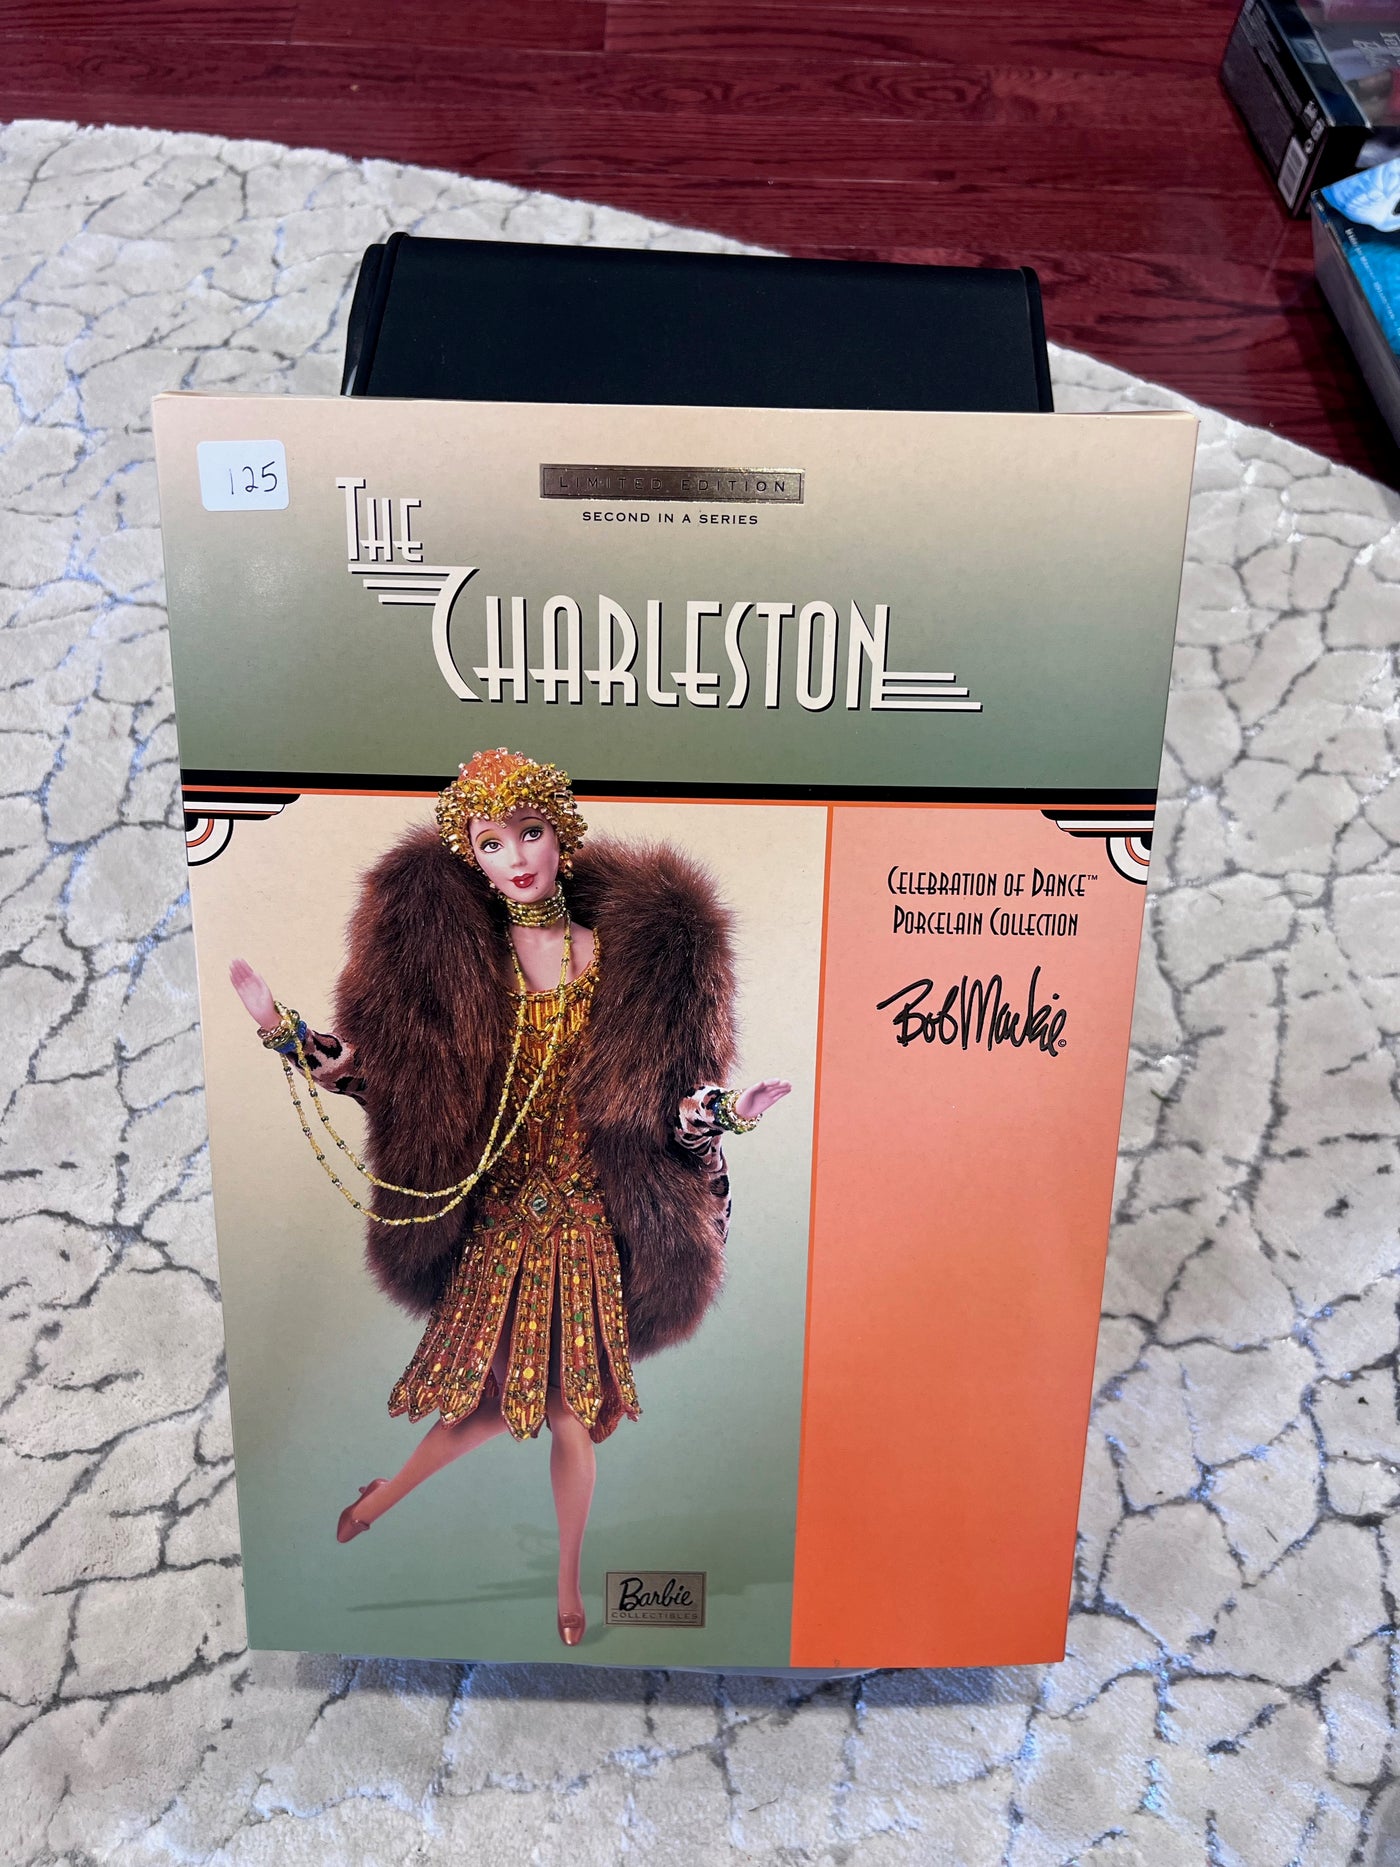 125
LIMITED EDITION
SECOND IN A SERIES
THE
CHARLESTON
CELEBRATION OF DANCE™
PORCELAIN COLLECTION
Bob Mackie©
Barbie
COLLECTIBLES